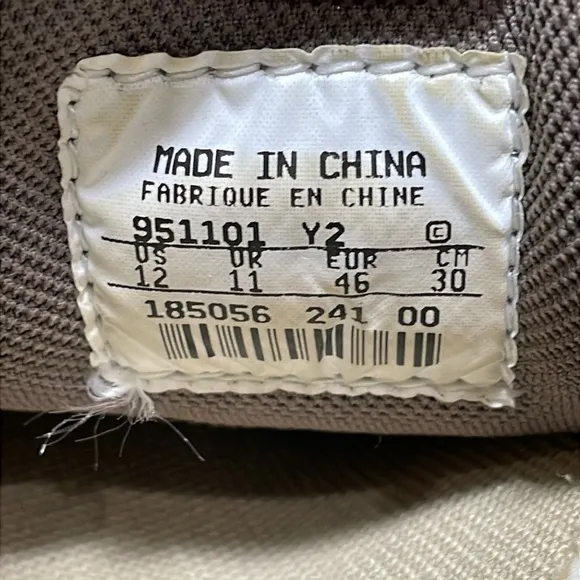 MADE IN CHINA
FABRIQUE EN CHINE
951101 Y2 ©
US UK EUR CM
12 11 46 30
185056 241 00